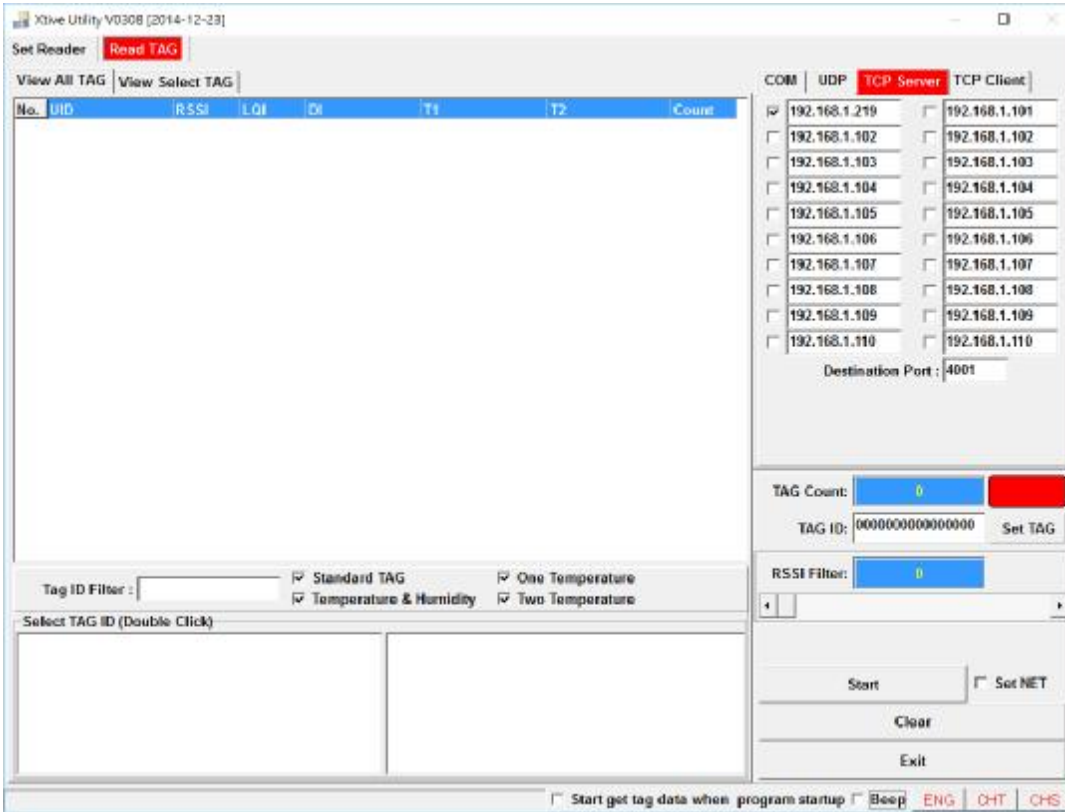 Xtive Utility V0308 [2014-12-23]
Set Reader Read TAG
View All TAG View Select TAG
No. UID RSSI LQI DI T1 T2 Count
COM UDP TCP Server TCP Client
192.168.1.219 192.168.1.101
192.168.1.102 192.168.1.102
192.168.1.103 192.168.1.103
192.168.1.104 192.168.1.104
192.168.1.105 192.168.1.105
192.168.1.106 192.168.1.106
192.168.1.107 192.168.1.107
192.168.1.108 192.168.1.108
192.168.1.109 192.168.1.109
192.168.1.110 192.168.1.110
Destination Port : 4001
TAG Count: 0
TAG ID: 0000000000000000 Set TAG
RSSI Filter: 0
Tag ID Filter :
Standard TAG One Temperature
Temperature & Humidity Two Temperature
Select TAG ID (Double Click)
Start Set NET
Clear
Exit
Start get tag data when program startup Beep ENG CHT CHS